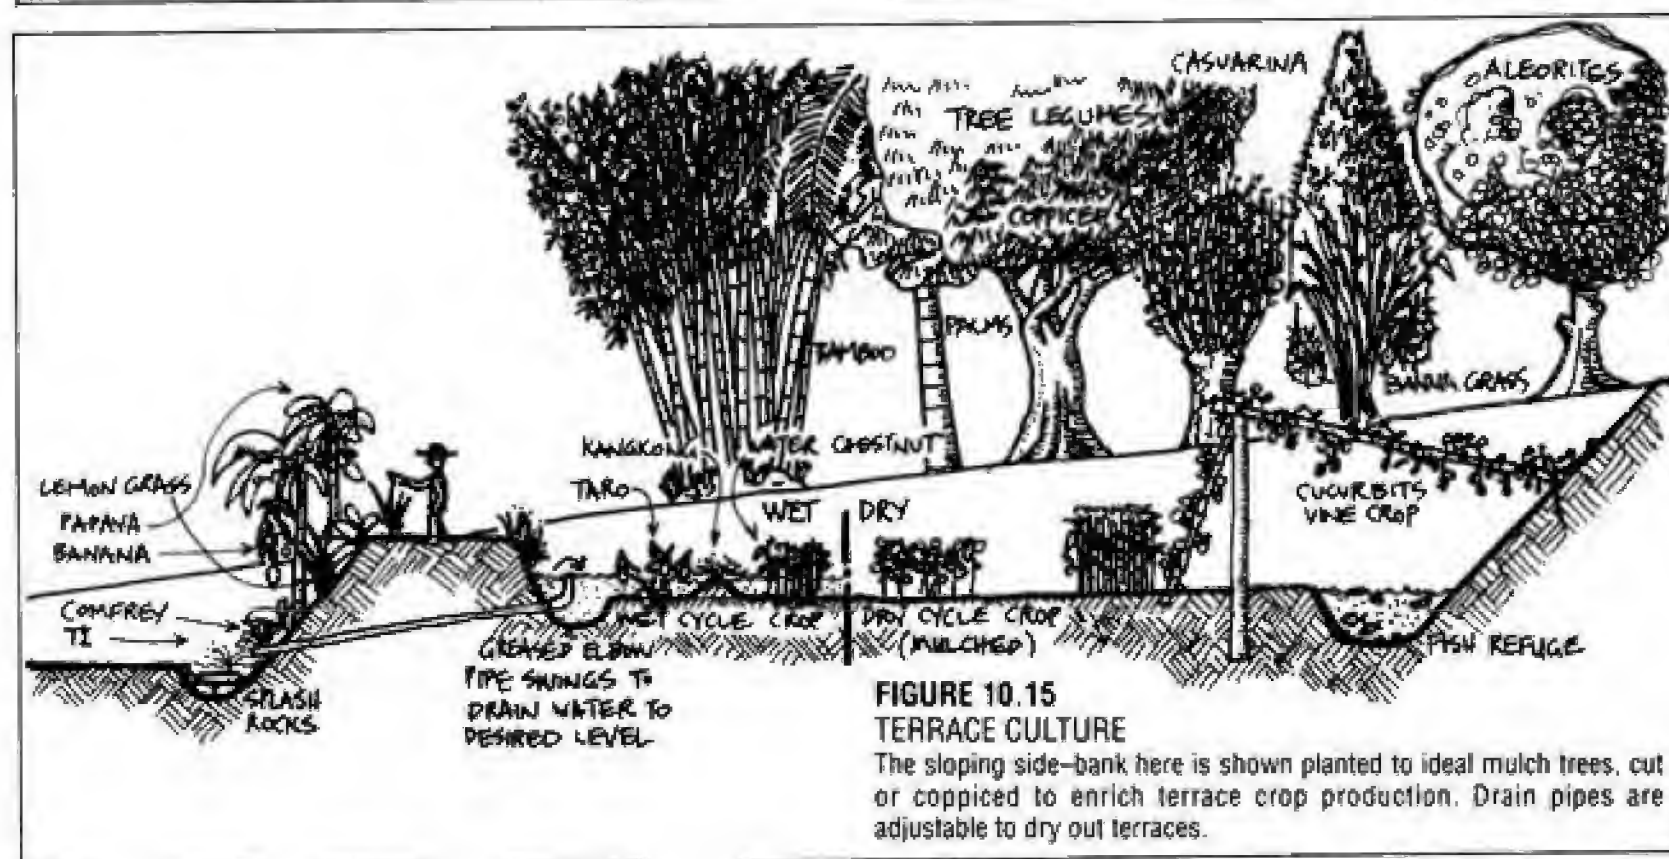 CASUARINA
ALEORITES
TREE LEGUMES
COPPICED
PALMS
BAMBOO
BANNA GRASS
KANGKONG
WATER CHESTNUT
TARO
LEMON GRASS
PAPAYA
BANANA
COMFREY
TI
WET
DRY
CUCURBITS
VINE CROP
WET CYCLE CROP
DRY CYCLE CROP
(MULCHED)
FISH REFUGE
SPLASH
ROCKS
GREASED ELBOW
PIPE SWINGS TO
DRAIN WATER TO
DESIRED LEVEL
FIGURE 10.15
TERRACE CULTURE
The sloping side-bank here is shown planted to ideal mulch trees, cut
or coppiced to enrich terrace crop production. Drain pipes are
adjustable to dry out terraces.